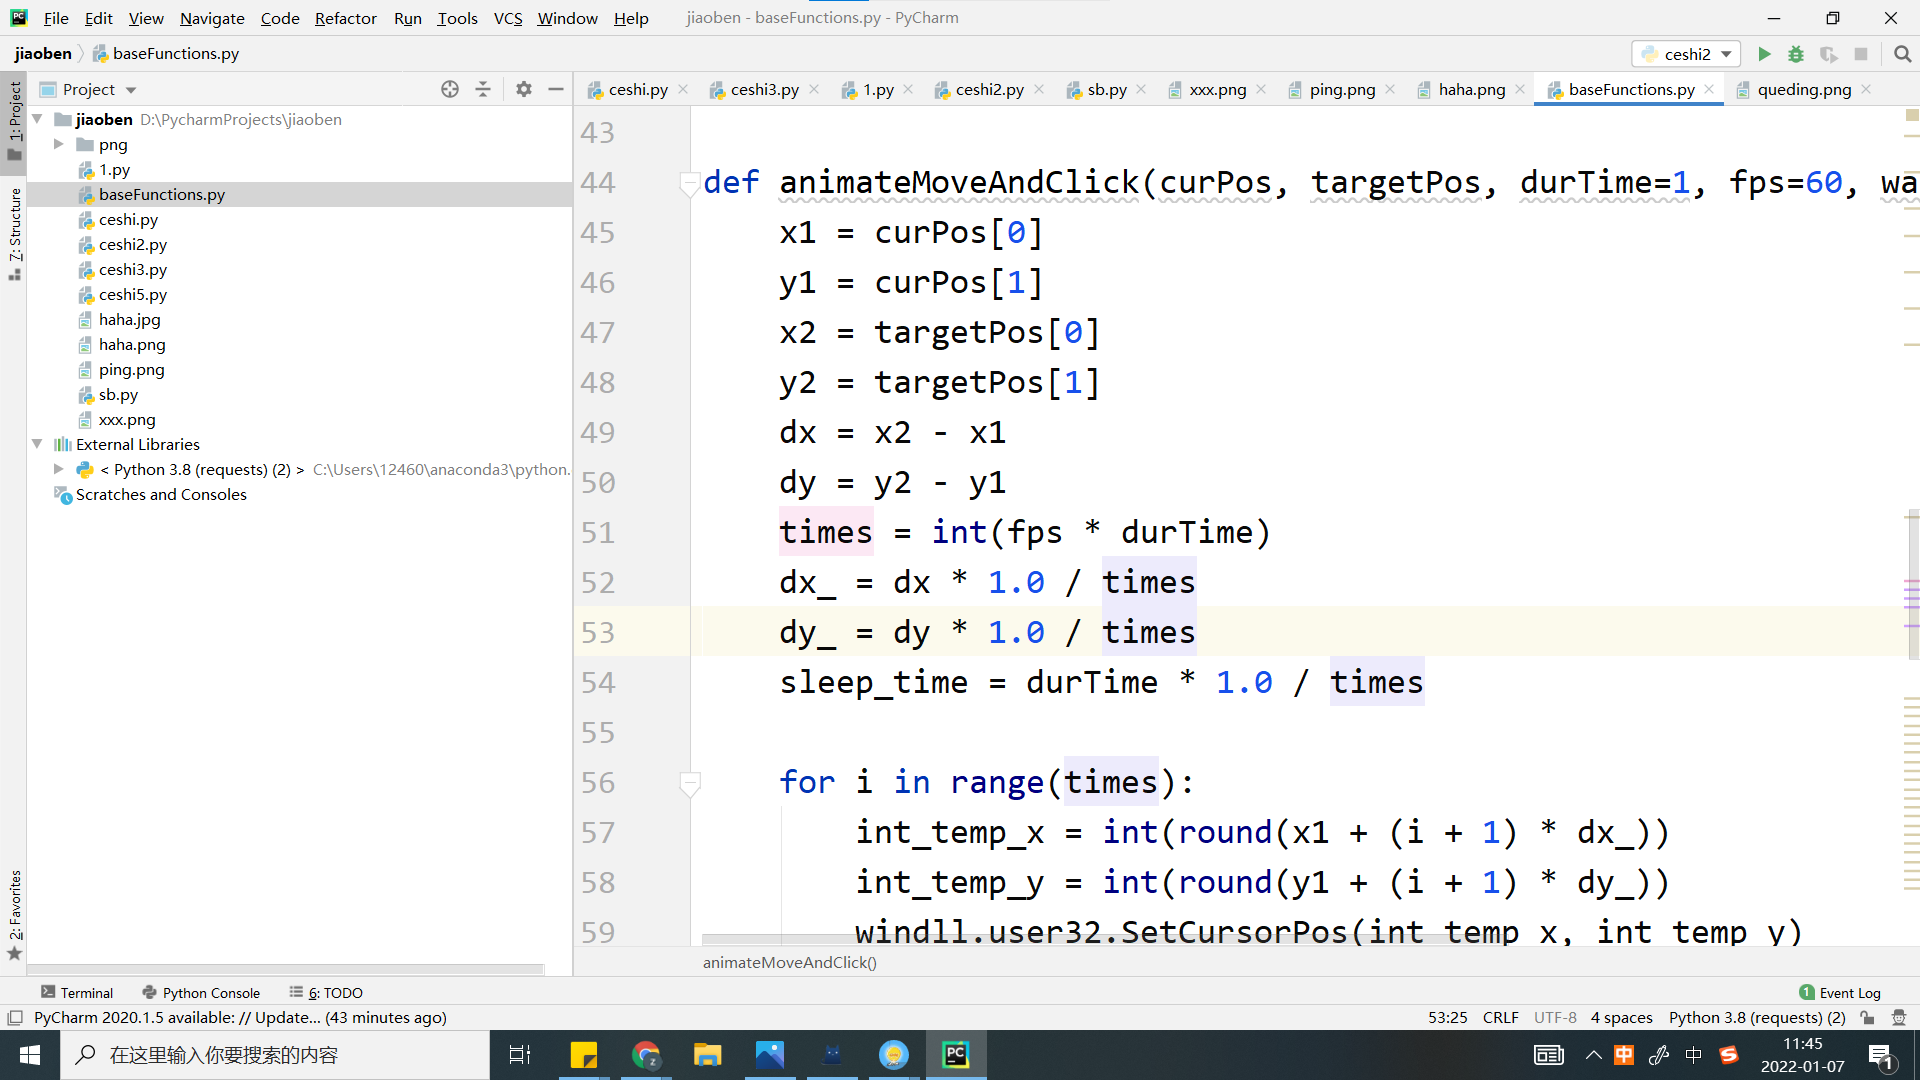 File Edit View Navigate Code Refactor Run Tools VCS Window Help jiaoben - baseFunctions.py - PyCharm
jiaoben baseFunctions.py ceshi2
1: Project
7: Structure
2: Favorites
Project
ceshi.py ceshi3.py 1.py ceshi2.py sb.py xxx.png ping.png haha.png baseFunctions.py queding.png
jiaoben D:\PycharmProjects\jiaoben
png
1.py
baseFunctions.py
ceshi.py
ceshi2.py
ceshi3.py
ceshi5.py
haha.jpg
haha.png
ping.png
sb.py
xxx.png
External Libraries
< Python 3.8 (requests) (2) > C:\Users\12460\anaconda3\python.
Scratches and Consoles
43
44 def animateMoveAndClick(curPos, targetPos, durTime=1, fps=60, wa
45 x1 = curPos[0]
46 y1 = curPos[1]
47 x2 = targetPos[0]
48 y2 = targetPos[1]
49 dx = x2 - x1
50 dy = y2 - y1
51 times = int(fps * durTime)
52 dx_ = dx * 1.0 / times
53 dy_ = dy * 1.0 / times
54 sleep_time = durTime * 1.0 / times
55
56 for i in range(times):
57 int_temp_x = int(round(x1 + (i + 1) * dx_))
58 int_temp_y = int(round(y1 + (i + 1) * dy_))
59 windll.user32.SetCursorPos(int_temp_x, int_temp_y)
animateMoveAndClick()
Terminal Python Console 6: TODO 1 Event Log
PyCharm 2020.1.5 available: // Update... (43 minutes ago) 53:25 CRLF UTF-8 4 spaces Python 3.8 (requests) (2)
在这里输入你要搜索的内容 中 中 11:45
2022-01-07 1